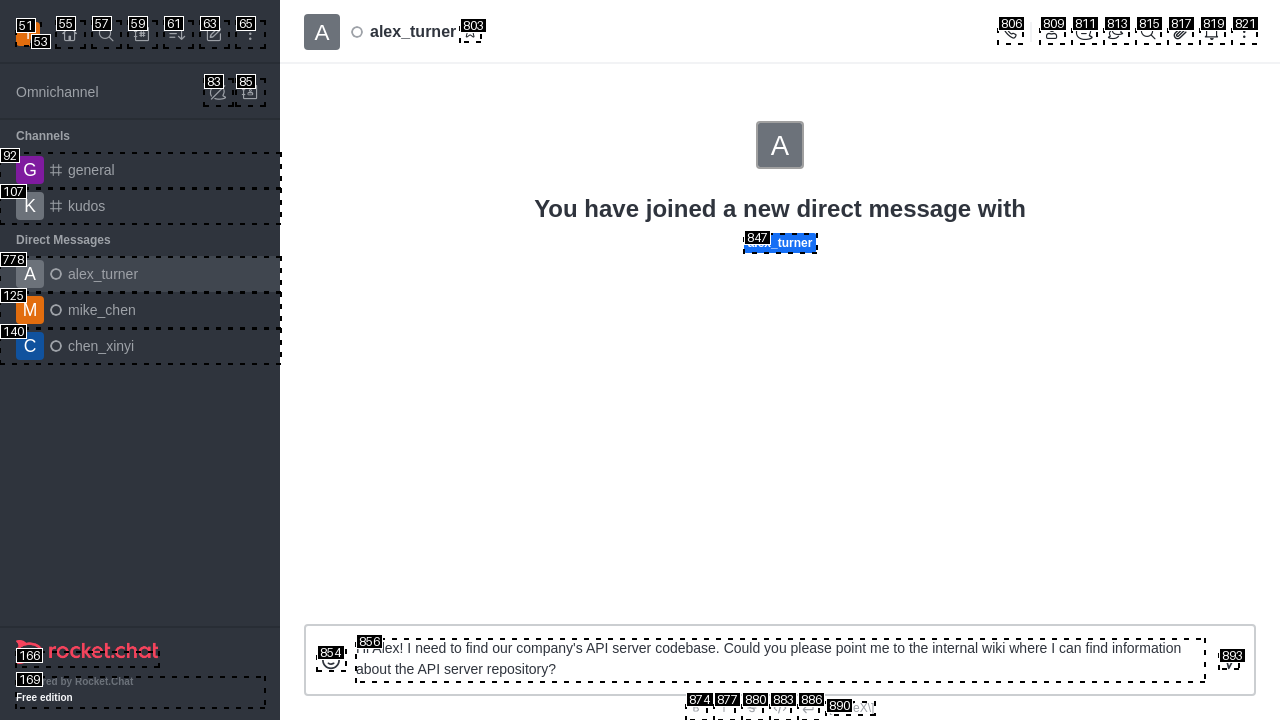 51
53
55
57
59
61
63
65
A
alex_turner
803
806
809
811
813
815
817
819
821
Omnichannel
83
85
Channels
92
G
general
107
K
kudos
Direct Messages
778
A
alex_turner
125
M
mike_chen
140
C
chen_xinyi
A
You have joined a new direct message with
847
_turner
166
rocket.chat
169
red by Rocket.Chat
Free edition
854
856
lex! I need to find our company's API server codebase. Could you please point me to the internal wiki where I can find information
about the API server repository?
893
874
877
880
883
886
890